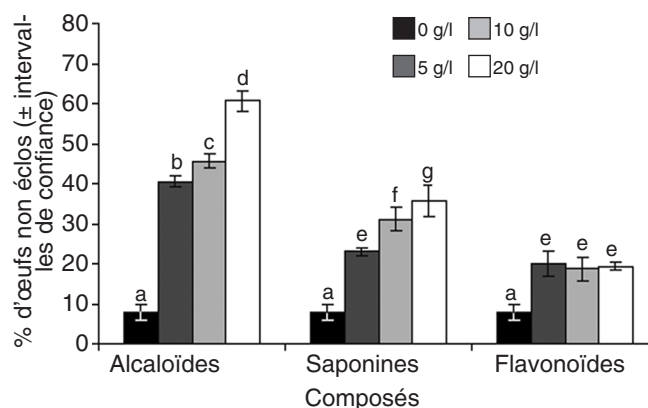 % d'œufs non éclos (± interval-
les de confiance)
80
70
60
50
40
30
20
10
0
0 g/l
10 g/l
5 g/l
20 g/l
a
b
c
d
a
e
f
g
a
e
e
e
Alcaloïdes
Saponines
Flavonoïdes
Composés